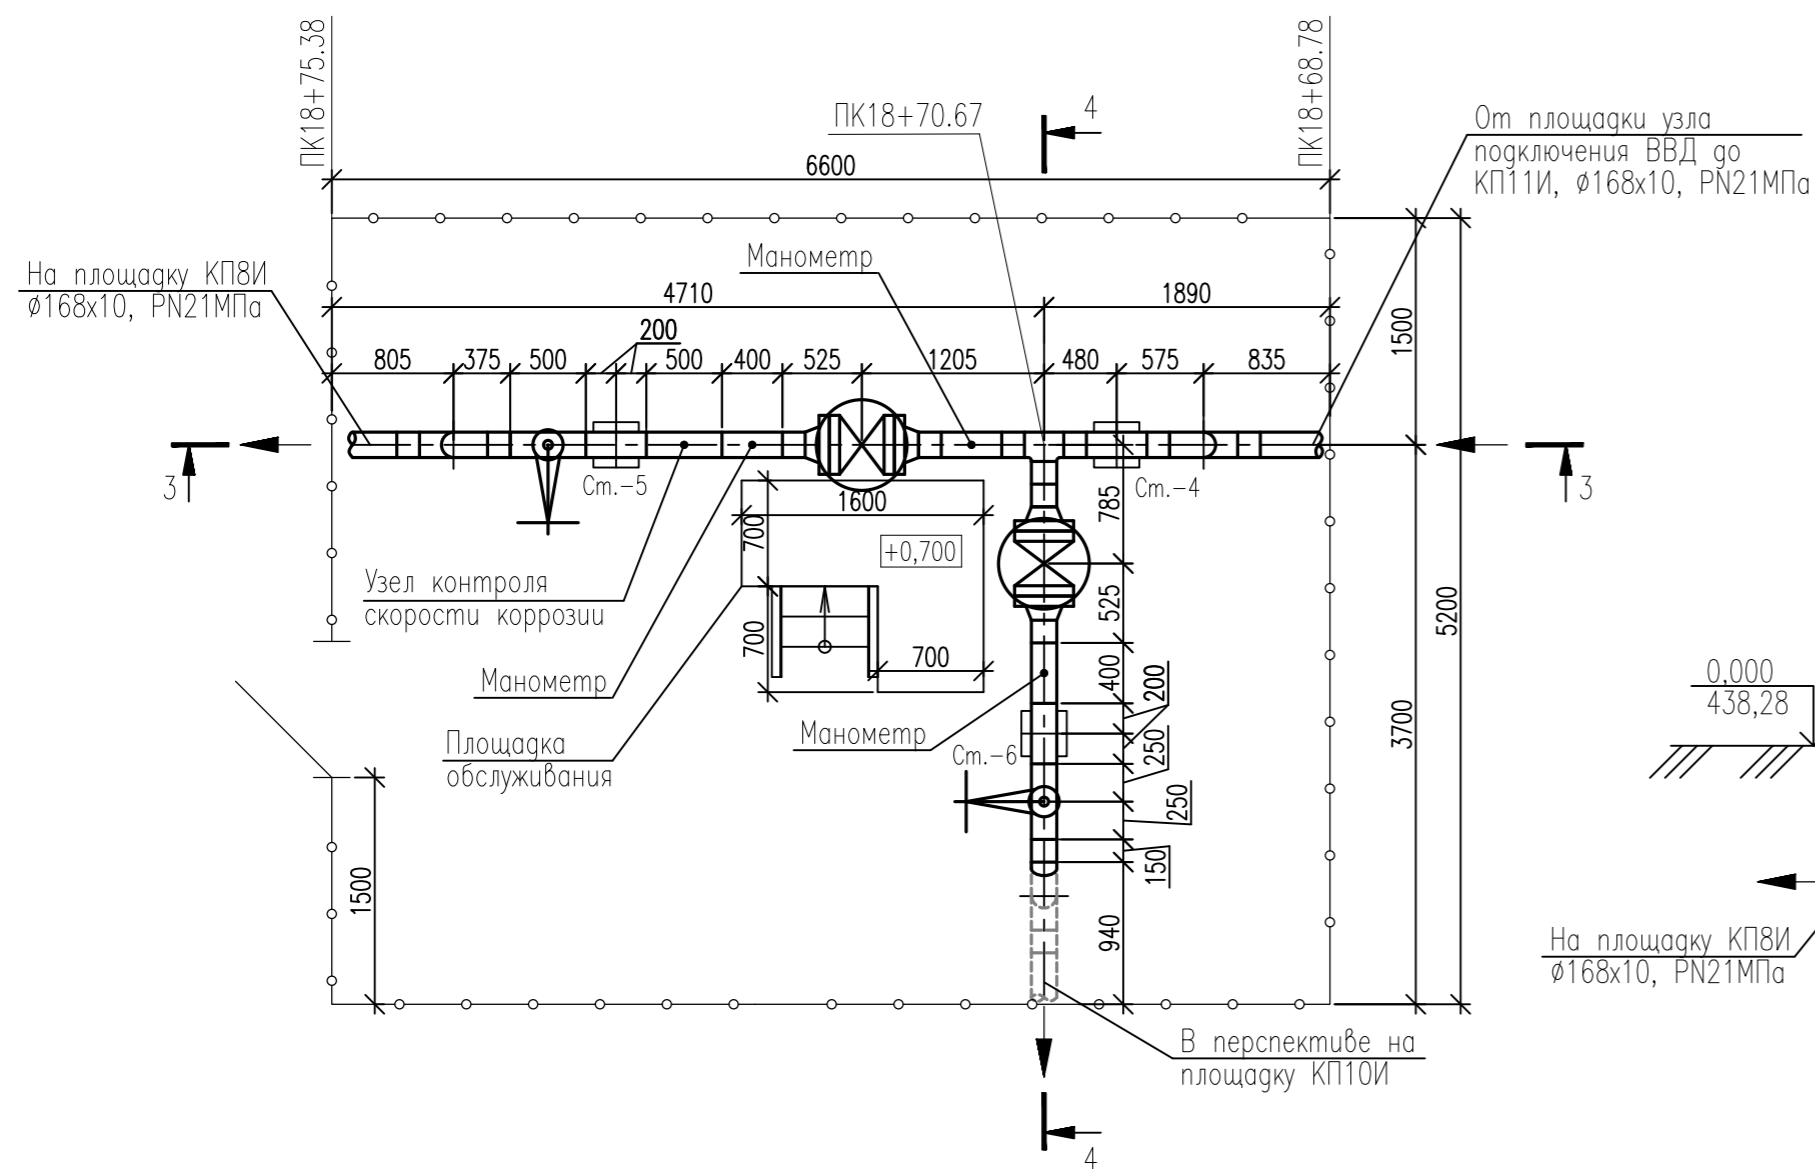 ПК18+75.38
ПК18+70.67
4
ПК18+68.78
От площадки узла
подключения ВВД до
КП11И, ø168x10, PN21МПа
6600
На площадку КП8И
ø168x10, PN21МПа
Манометр
4710
1890
200
805
375
500
500
400
525
1205
480
575
835
1500
3
Ст.-5
Ст.-4
3
1600
700
+0,700
785
Узел контроля
скорости коррозии
525
5200
700
700
Манометр
400
200
0,000
438,28
Манометр
3700
Площадка
обслуживания
Ст.-6
250
250
150
1500
940
На площадку КП8И
ø168x10, PN21МПа
В перспективе на
площадку КП10И
4